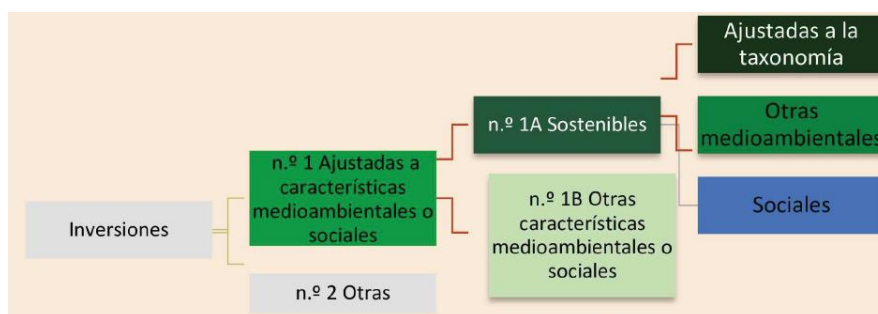 Inversiones
n.º 1 Ajustadas a
características
medioambientales o
sociales
n.º 2 Otras
n.º 1A Sostenibles
n.º 1B Otras
características
medioambientales o
sociales
Ajustadas a la
taxonomía
Otras
medioambientales
Sociales